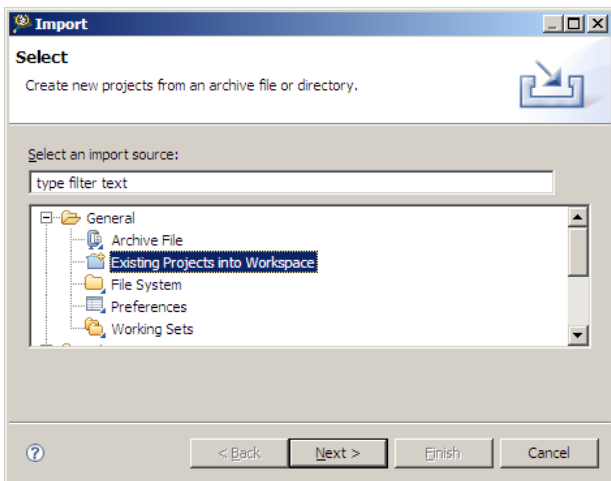 Import
Select
Create new projects from an archive file or directory.
Select an import source:
type filter text
General
Archive File
Existing Projects into Workspace
File System
Preferences
Working Sets
?
< Back Next > Finish Cancel